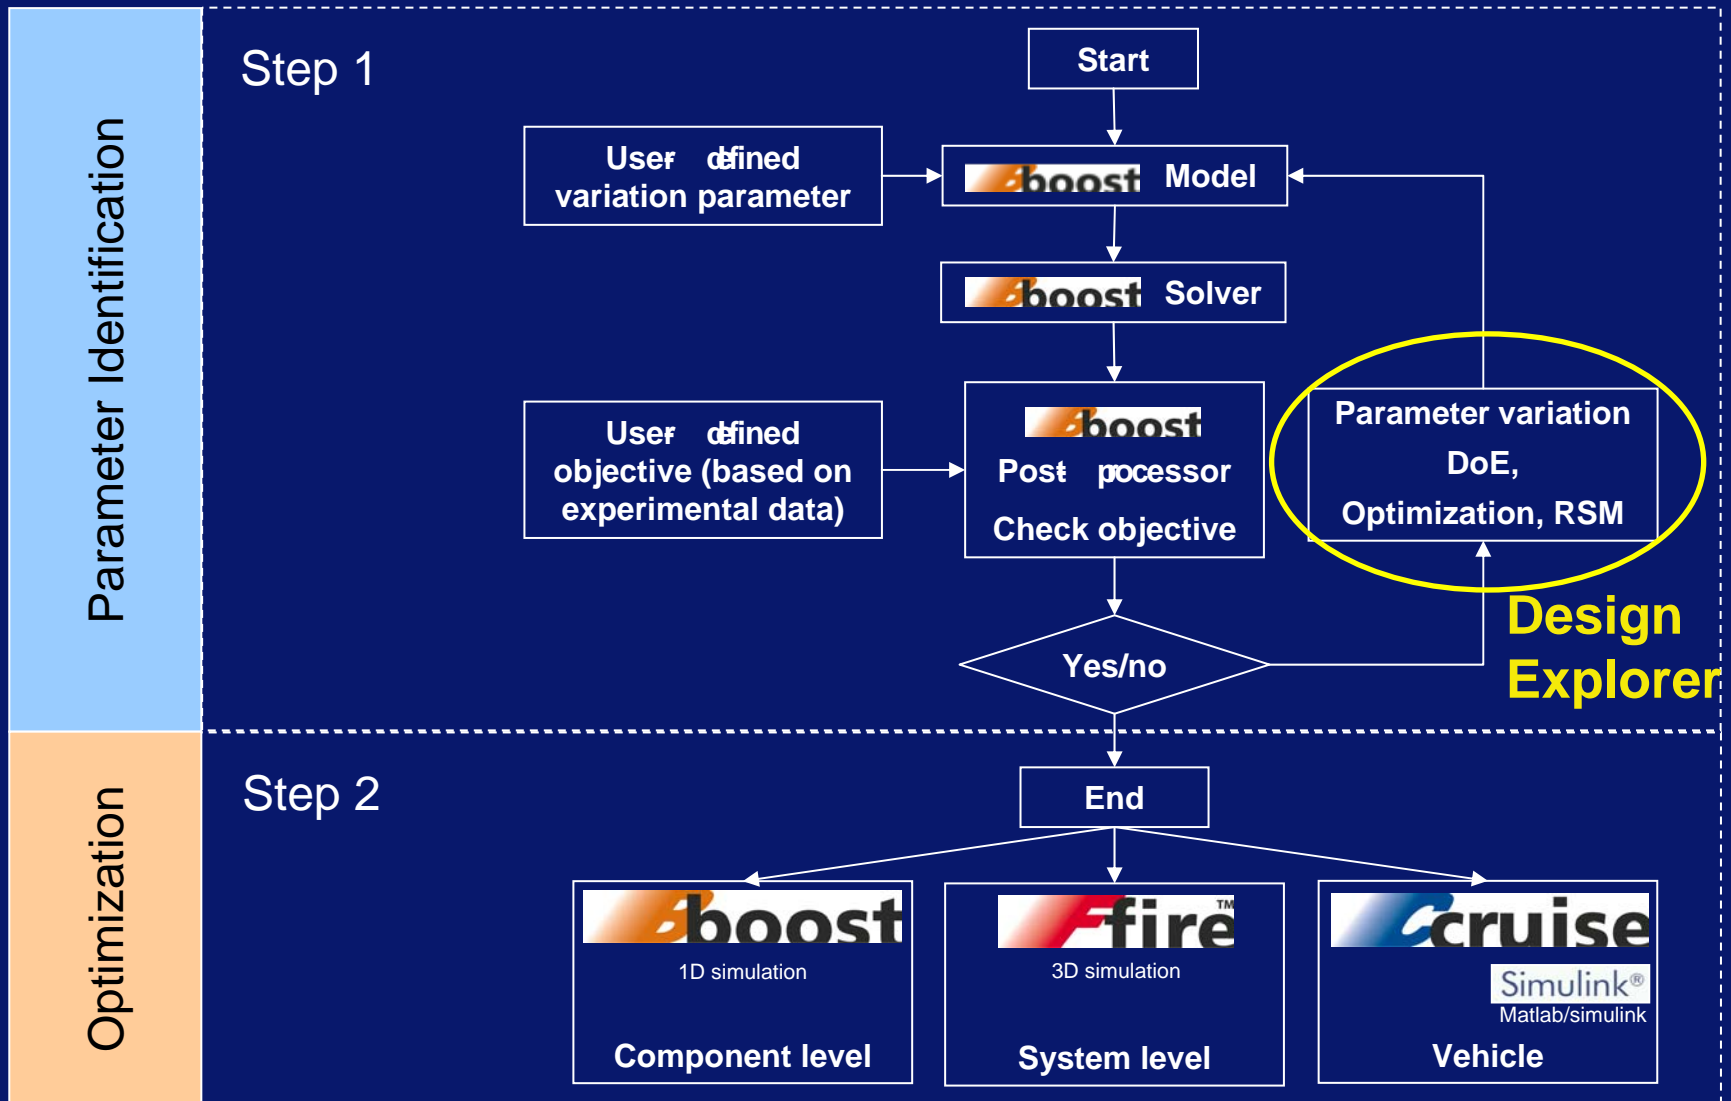 Parameter Identification
Step 1
Start
User-defined
variation parameter
boost Model
boost Solver
User-defined
objective (based on
experimental data)
boost
Post-processor
Check objective
Parameter variation
DoE,
Optimization, RSM
Design
Explorer
Yes/no
Optimization
Step 2
End
boost
1D simulation
Component level
fire™
3D simulation
System level
cruise
Simulink®
Matlab/simulink
Vehicle